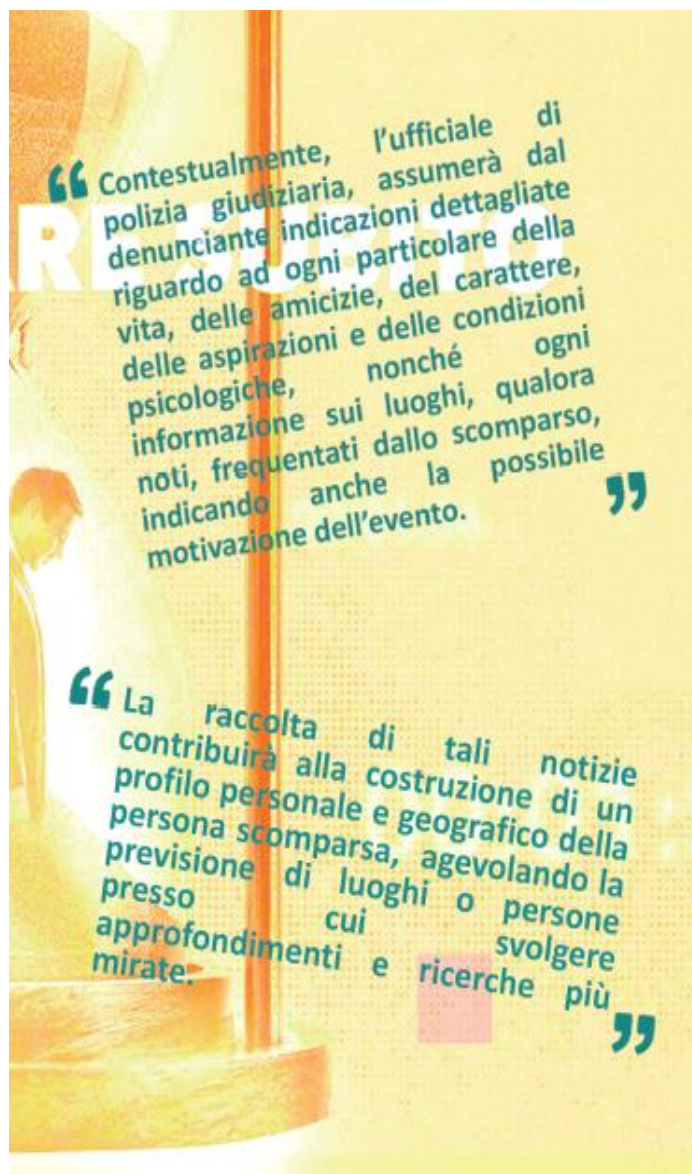 “ Contestualmente, l’ufficiale di
polizia giudiziaria, assumerà dal
denunciante indicazioni dettagliate
riguardo ad ogni particolare della
vita, delle amicizie, del carattere,
delle aspirazioni e delle condizioni
psicologiche, nonché ogni
informazione sui luoghi, qualora
noti, frequentati dallo scomparso,
indicando anche la possibile
motivazione dell’evento. ”
RE SUBITO
“ La raccolta di tali notizie
contribuirà alla costruzione di un
profilo personale e geografico della
persona scomparsa, agevolando la
previsione di luoghi o persone
presso cui svolgere
approfondimenti e ricerche più
mirate. ”